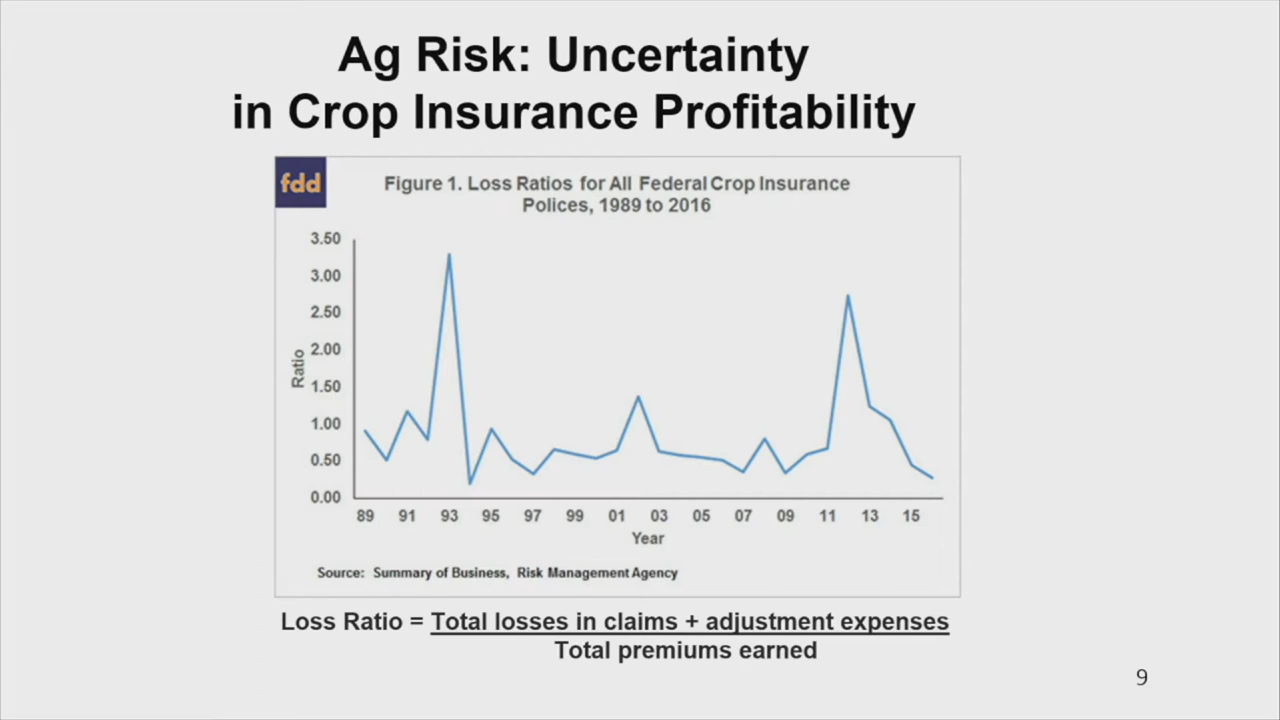 Ag Risk: Uncertainty
in Crop Insurance Profitability
fdd
Figure 1. Loss Ratios for All Federal Crop Insurance
Polices, 1989 to 2016
3.50
3.00
2.50
2.00
1.50
1.00
0.50
0.00
Ratio
89 91 93 95 97 99 01 03 05 07 09 11 13 15
Year
Source: Summary of Business, Risk Management Agency
Loss Ratio = Total losses in claims + adjustment expenses
Total premiums earned
9